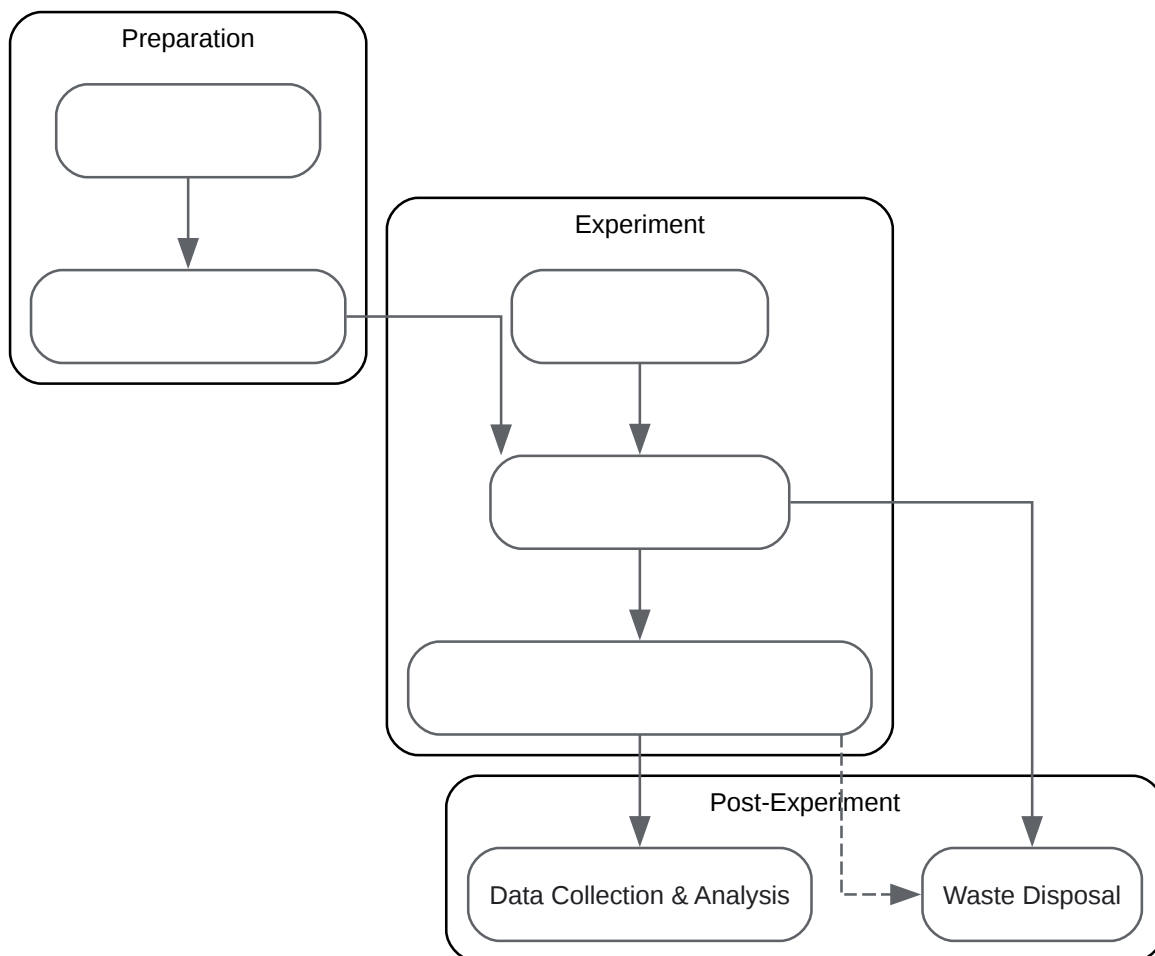 Preparation
Experiment
Post-Experiment
Data Collection & Analysis
Waste Disposal